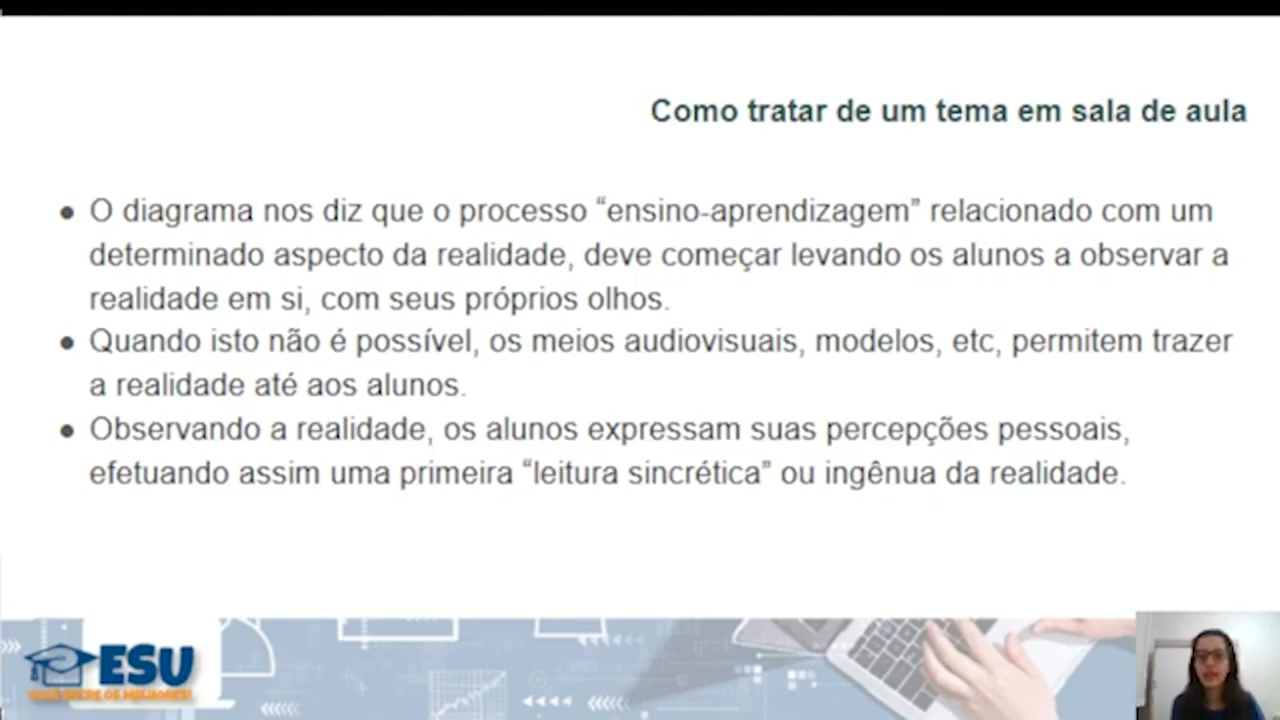 Como tratar de um tema em sala de aula
● O diagrama nos diz que o processo “ensino-aprendizagem” relacionado com um
determinado aspecto da realidade, deve começar levando os alunos a observar a
realidade em si, com seus próprios olhos.
● Quando isto não é possível, os meios audiovisuais, modelos, etc, permitem trazer
a realidade até aos alunos.
● Observando a realidade, os alunos expressam suas percepções pessoais,
efetuando assim uma primeira “leitura sincrética” ou ingênua da realidade.
ESU
OS MELHORES!